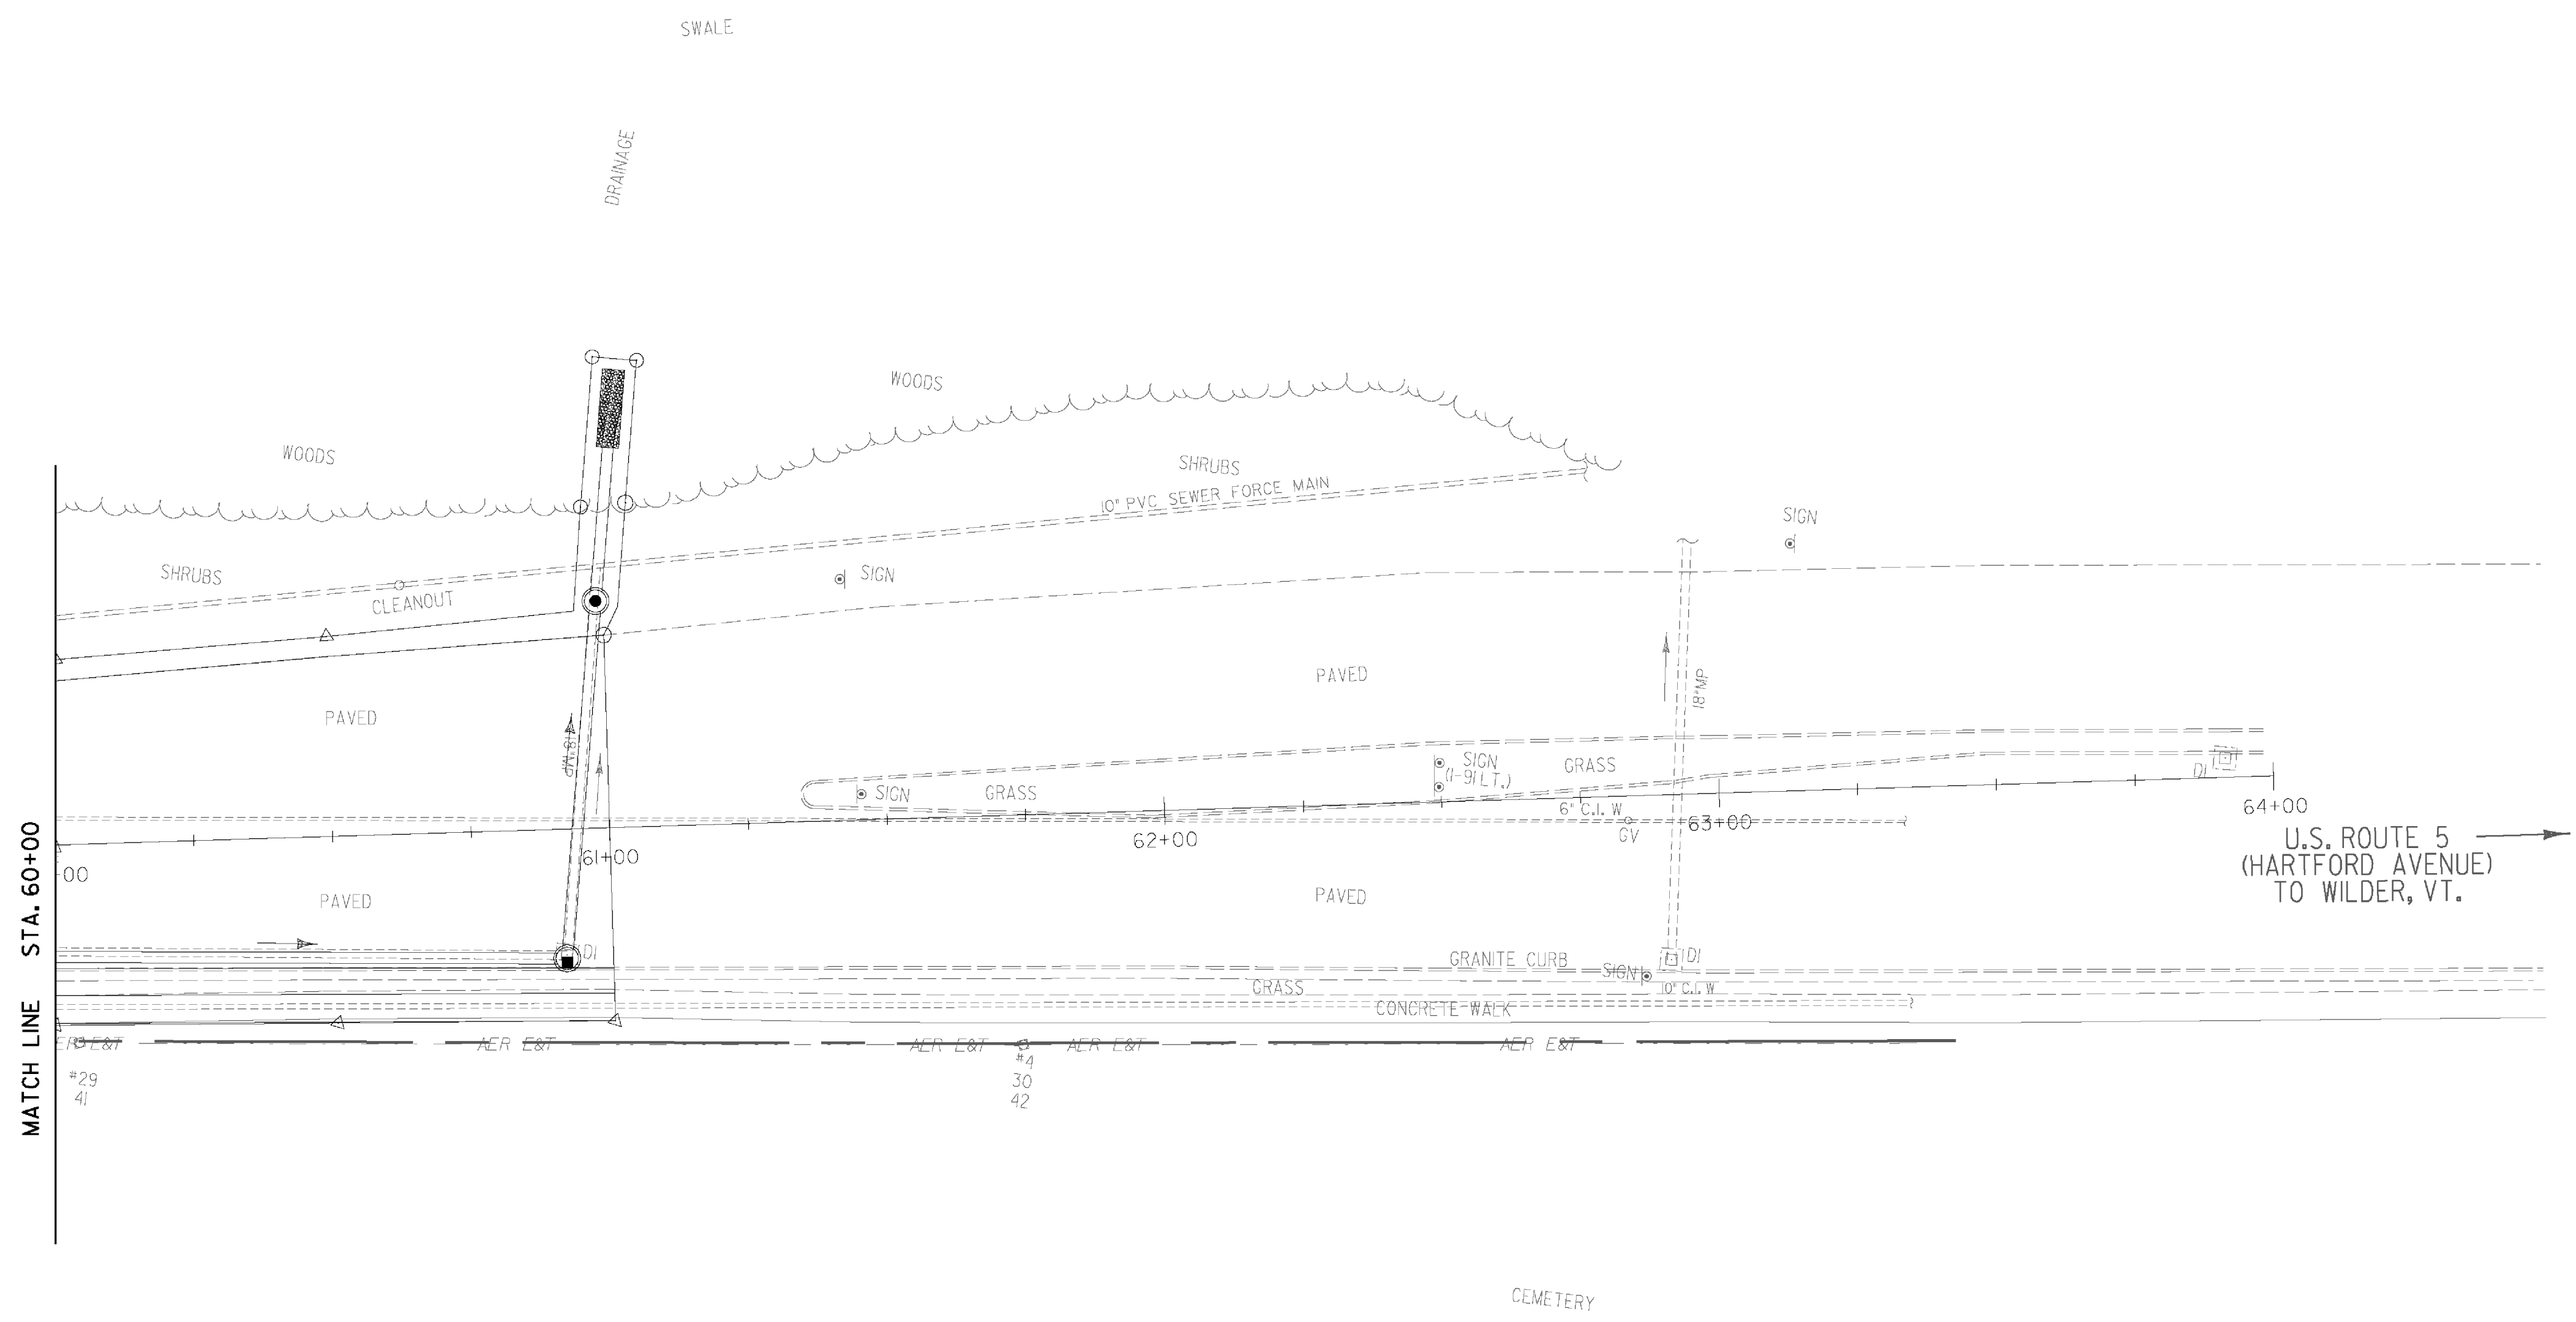 SWALE
DRAINAGE
WOODS
WOODS
SHRUBS
10" PVC SEWER FORCE MAIN
SIGN
SHRUBS
SIGN
CLEANOUT
PAVED
18"MP
PAVED
18"MP
SIGN
(I-91 LT.)
GRASS
DI
SIGN
GRASS
6" C.I. W
64+00
63+00
GV
62+00
61+00
U.S. ROUTE 5
(HARTFORD AVENUE)
TO WILDER, VT.
+00
PAVED
PAVED
MATCH LINE STA. 60+00
DI
GRANITE CURB
DI
SIGN
GRASS
10" C.I. W
CONCRETE WALK
ER E&T
AER E&T
AER E&T
AER E&T
AER E&T
#4
30
42
#29
41
CEMETERY